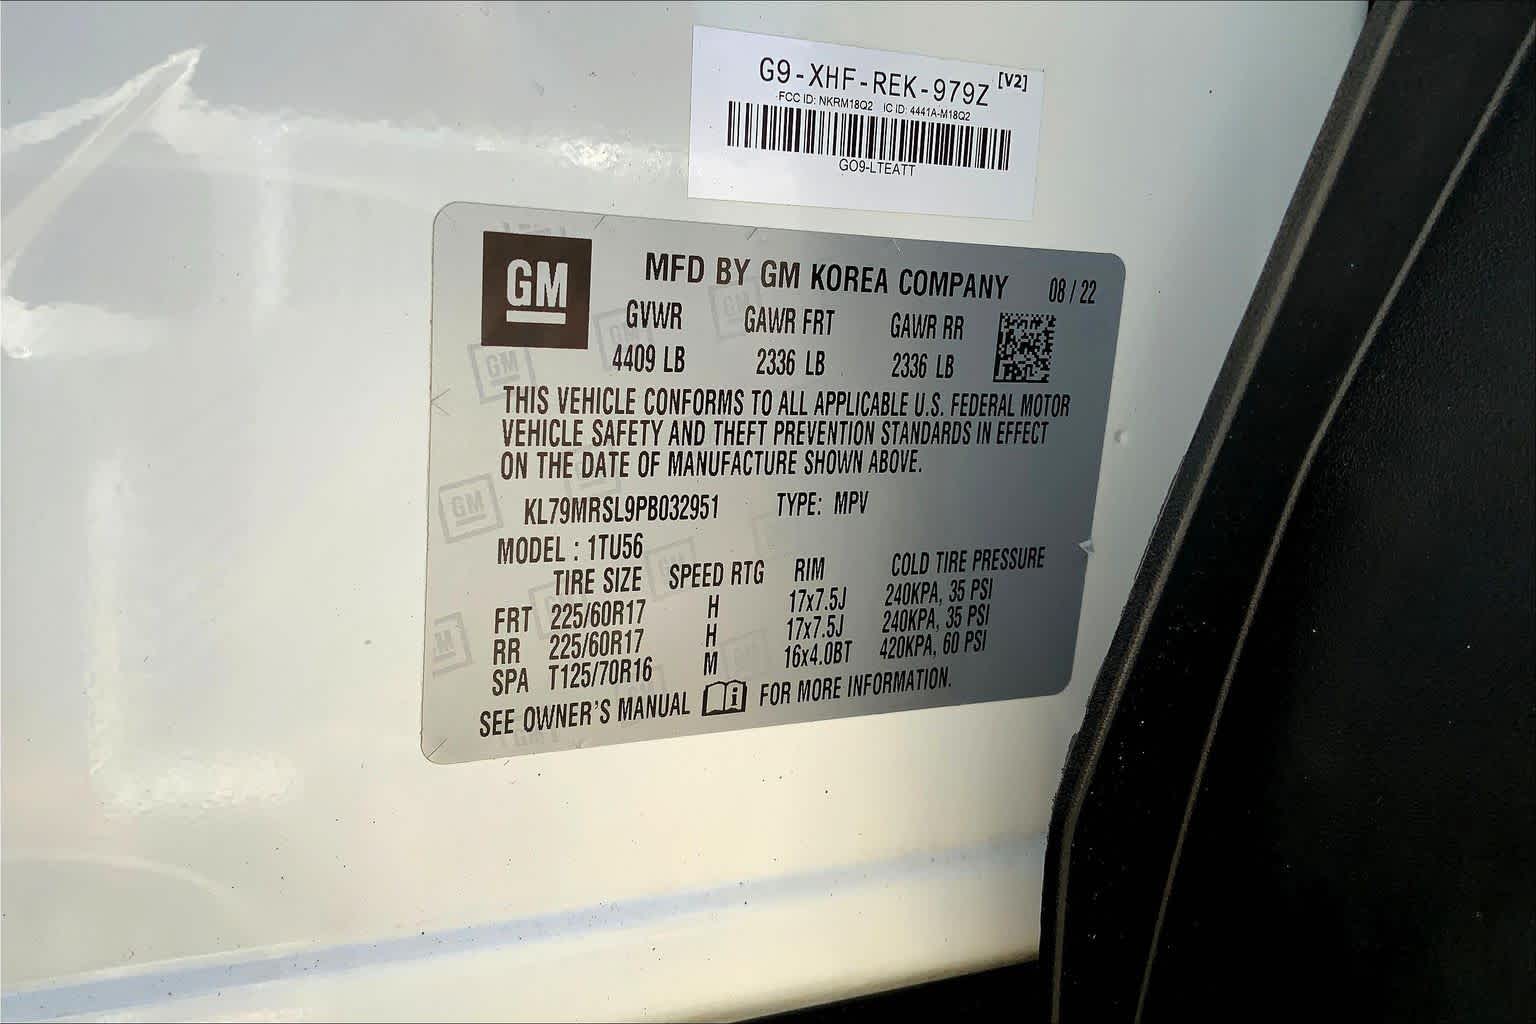 G9-XHF-REK-979Z [V2]
FCC ID: NKRM18Q2 IC ID: 4441A-M18Q2
GO9-LTEATT
GM
MFD BY GM KOREA COMPANY 08 / 22
GVWR GAWR FRT GAWR RR
4409 LB 2336 LB 2336 LB
THIS VEHICLE CONFORMS TO ALL APPLICABLE U.S. FEDERAL MOTOR
VEHICLE SAFETY AND THEFT PREVENTION STANDARDS IN EFFECT
ON THE DATE OF MANUFACTURE SHOWN ABOVE.
KL79MRSL9PB032951 TYPE: MPV
MODEL : 1TU56
TIRE SIZE SPEED RTG RIM COLD TIRE PRESSURE
FRT 225/60R17 H 17x7.5J 240KPA, 35 PSI
RR 225/60R17 H 17x7.5J 240KPA, 35 PSI
SPA T125/70R16 M 16x4.0BT 420KPA, 60 PSI
SEE OWNER'S MANUAL i FOR MORE INFORMATION.